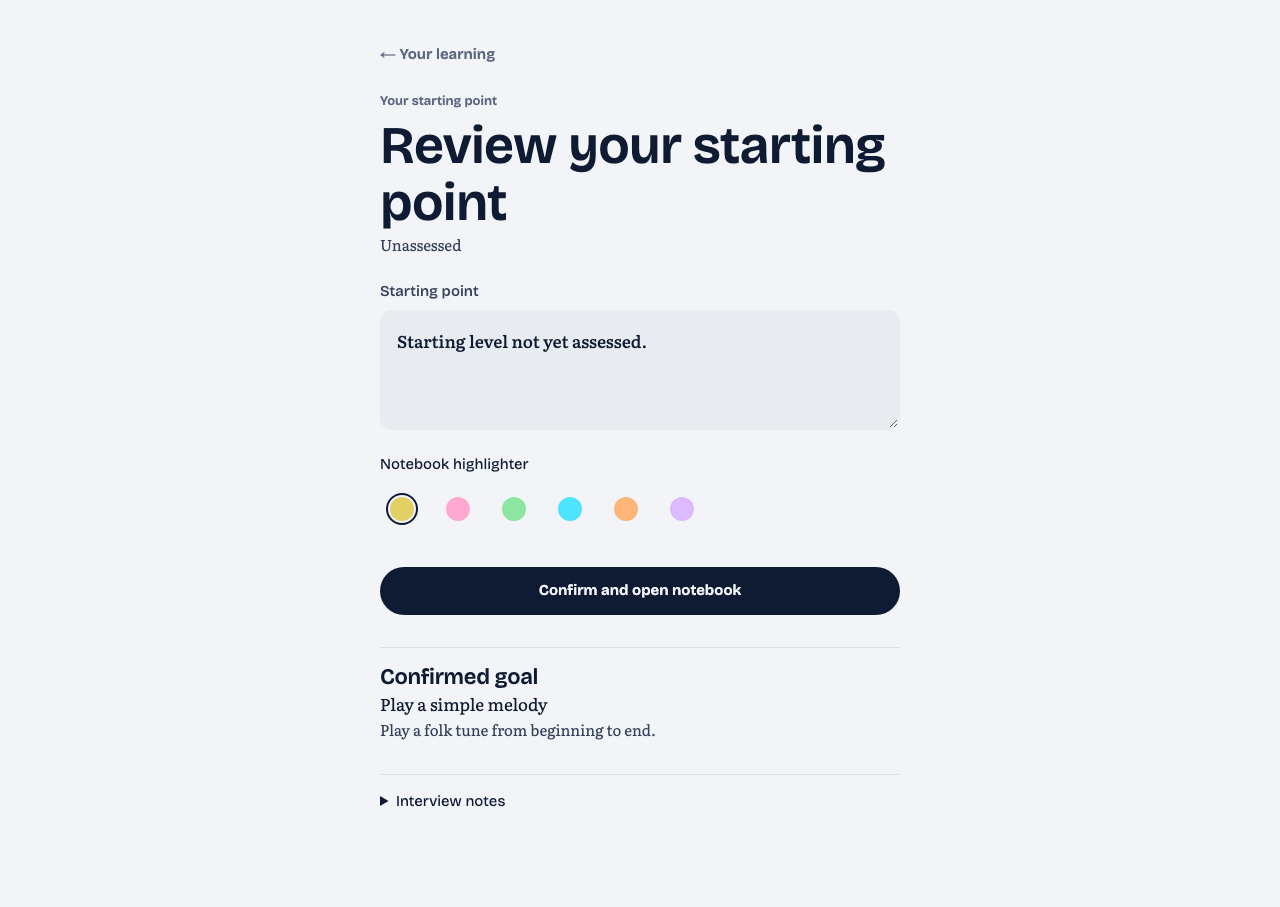 ← Your learning
Your starting point
Review your starting
point
Unassessed
Starting point
Starting level not yet assessed.
Notebook highlighter
Confirm and open notebook
Confirmed goal
Play a simple melody
Play a folk tune from beginning to end.
Interview notes